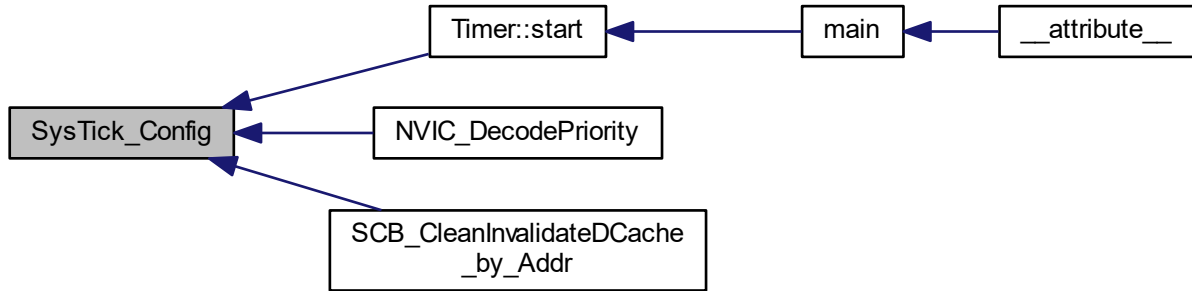 Timer::start
main
__attribute__
SysTick_Config
NVIC_DecodePriority
SCB_CleanInvalidateDCache
_by_Addr